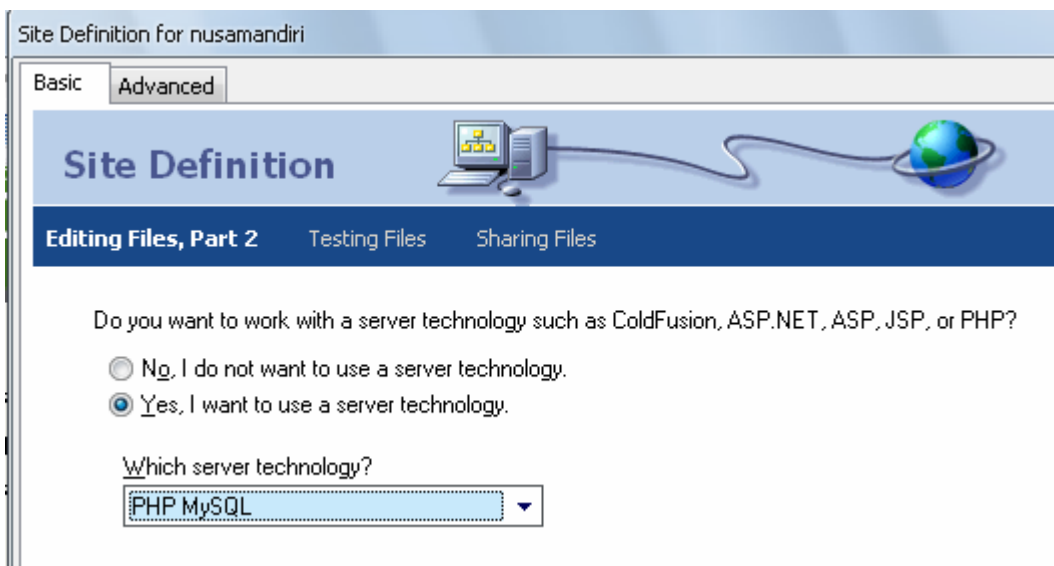 Site Definition for nusamandiri
Basic Advanced
Site Definition
Editing Files, Part 2 Testing Files Sharing Files
Do you want to work with a server technology such as ColdFusion, ASP.NET, ASP, JSP, or PHP?
No, I do not want to use a server technology.
Yes, I want to use a server technology.
Which server technology?
PHP MySQL